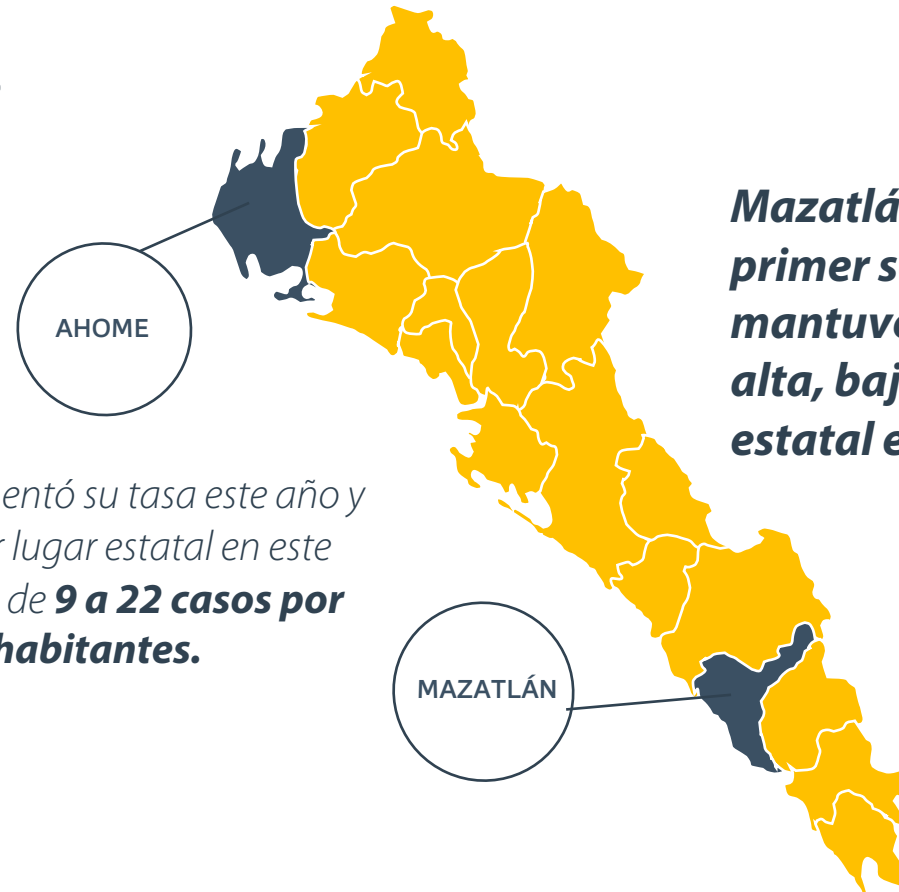 AHOME
Mazatlá
primer s
mantuv
alta, baj
estatal e
entó su tasa este año y
lugar estatal en este
de 9 a 22 casos por
habitantes.
MAZATLÁN